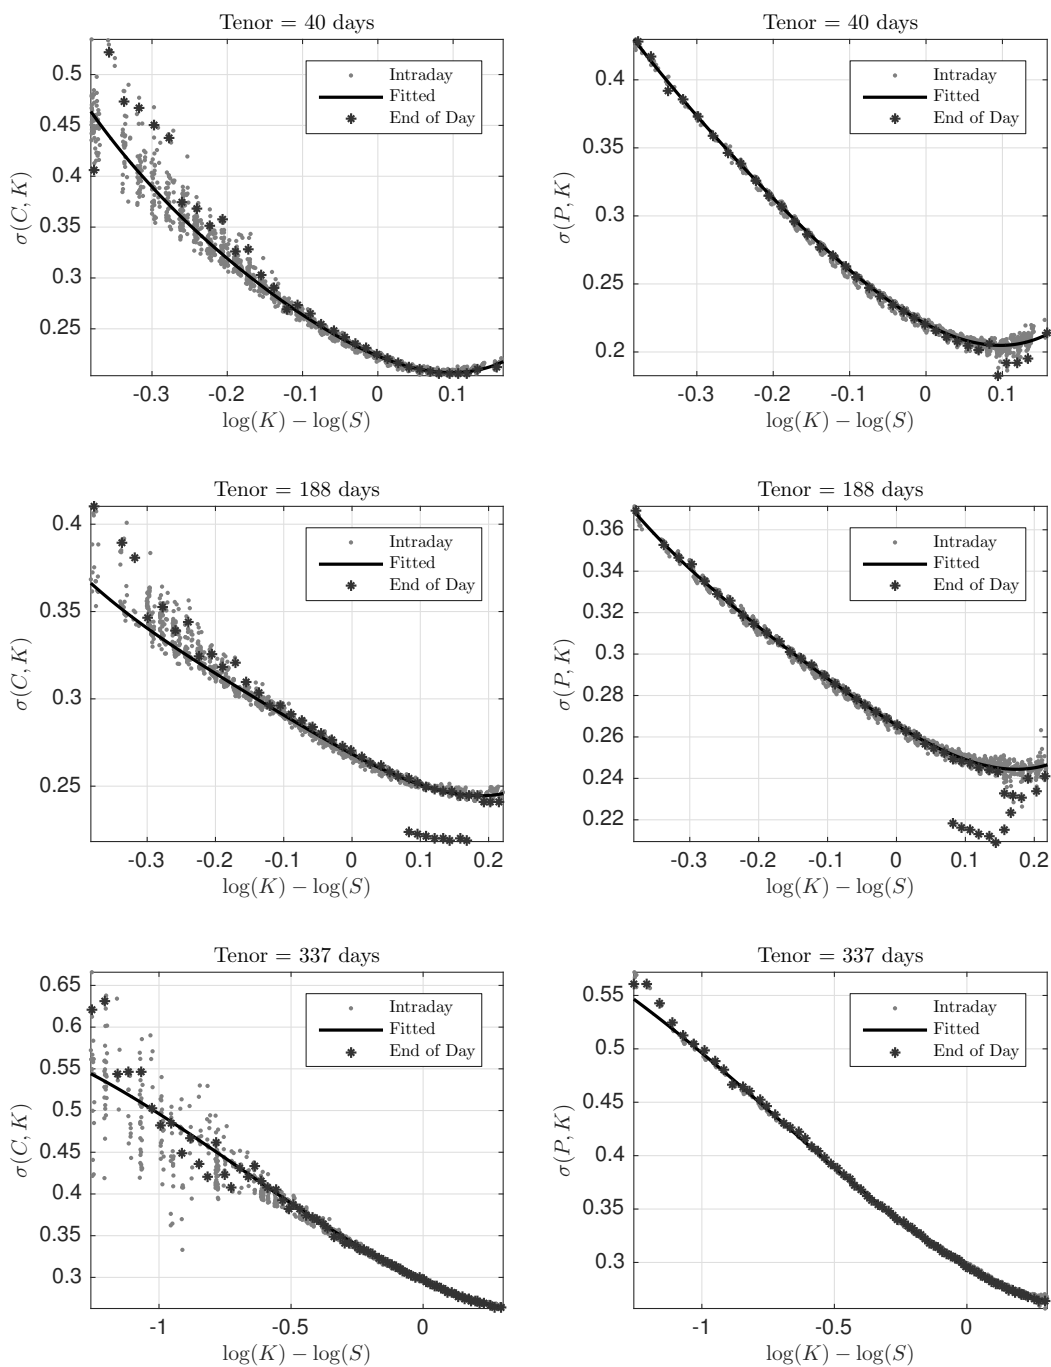 Tenor = 40 days
σ(C, K)
0.5
0.45
0.4
0.35
0.3
0.25
Intraday
Fitted
End of Day
-0.3 -0.2 -0.1 0 0.1
log(K) − log(S)
Tenor = 40 days
σ(P, K)
0.4
0.35
0.3
0.25
0.2
Intraday
Fitted
End of Day
-0.3 -0.2 -0.1 0 0.1
log(K) − log(S)
Tenor = 188 days
σ(C, K)
0.4
0.35
0.3
0.25
Intraday
Fitted
End of Day
-0.3 -0.2 -0.1 0 0.1 0.2
log(K) − log(S)
Tenor = 188 days
σ(P, K)
0.36
0.34
0.32
0.3
0.28
0.26
0.24
0.22
Intraday
Fitted
End of Day
-0.3 -0.2 -0.1 0 0.1 0.2
log(K) − log(S)
Tenor = 337 days
σ(C, K)
0.65
0.6
0.55
0.5
0.45
0.4
0.35
0.3
Intraday
Fitted
End of Day
-1 -0.5 0
log(K) − log(S)
Tenor = 337 days
σ(P, K)
0.55
0.5
0.45
0.4
0.35
0.3
Intraday
Fitted
End of Day
-1 -0.5 0
log(K) − log(S)